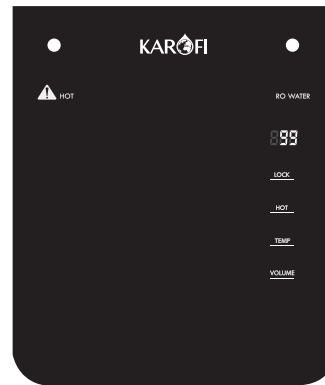 KAROFI
HOT
RO WATER
99
LOCK
HOT
TEMP
VOLUME